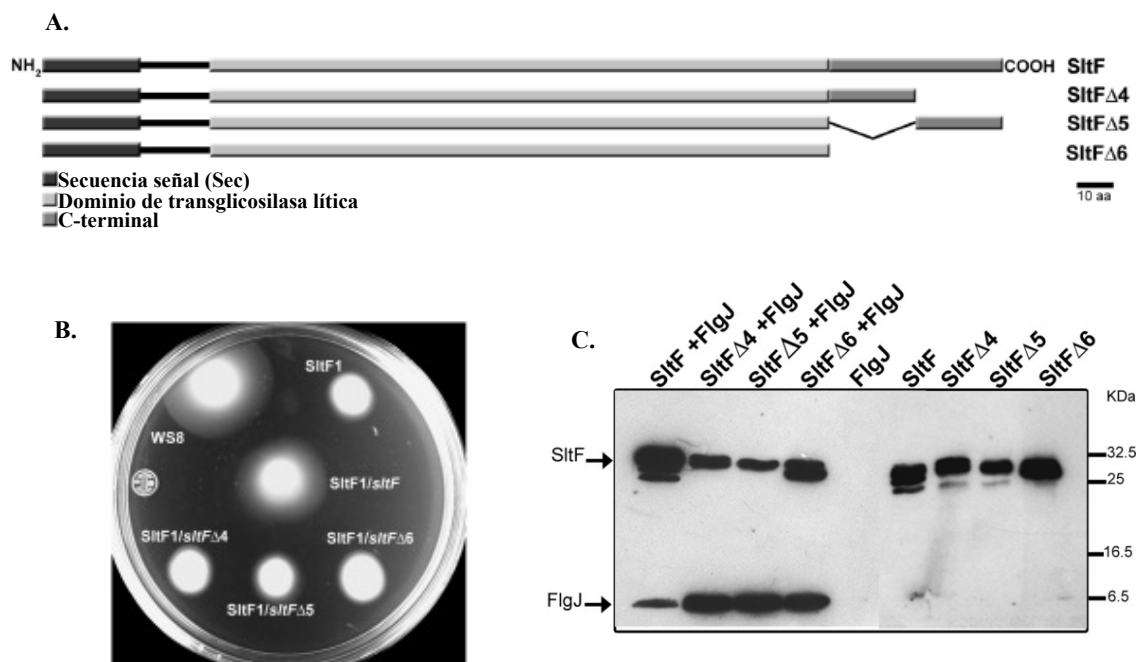 A.
NH2 COOH SltF
SltFΔ4
SltFΔ5
SltFΔ6
Secuencia señal (Sec)
Dominio de transglicosilasa lítica
C-terminal
10 aa
B.
SltF1
WS8
SltF1/sltF
SltF1/sltFΔ4
SltF1/sltFΔ6
SltF1/sltFΔ5
C.
SltF +FlgJ
SltFΔ4 +FlgJ
SltFΔ5 +FlgJ
SltFΔ6 +FlgJ
FlgJ
SltF
SltFΔ4
SltFΔ5
SltFΔ6
KDa
SltF
32.5
25
16.5
FlgJ
6.5